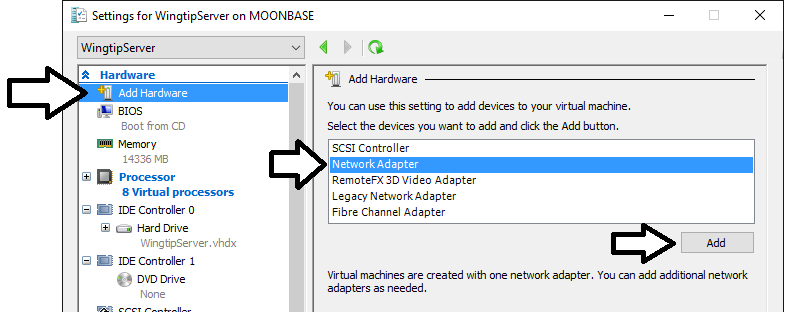 Settings for WingtipServer on MOONBASE
WingtipServer
Hardware
Add Hardware
BIOS
Boot from CD
Memory
14336 MB
Processor
8 Virtual processors
IDE Controller 0
Hard Drive
WingtipServer.vhdx
IDE Controller 1
DVD Drive
None
SCSI Controller
Add Hardware
You can use this setting to add devices to your virtual machine.
Select the devices you want to add and click the Add button.
SCSI Controller
Network Adapter
RemoteFX 3D Video Adapter
Legacy Network Adapter
Fibre Channel Adapter
Add
Virtual machines are created with one network adapter. You can add additional network
adapters as needed.